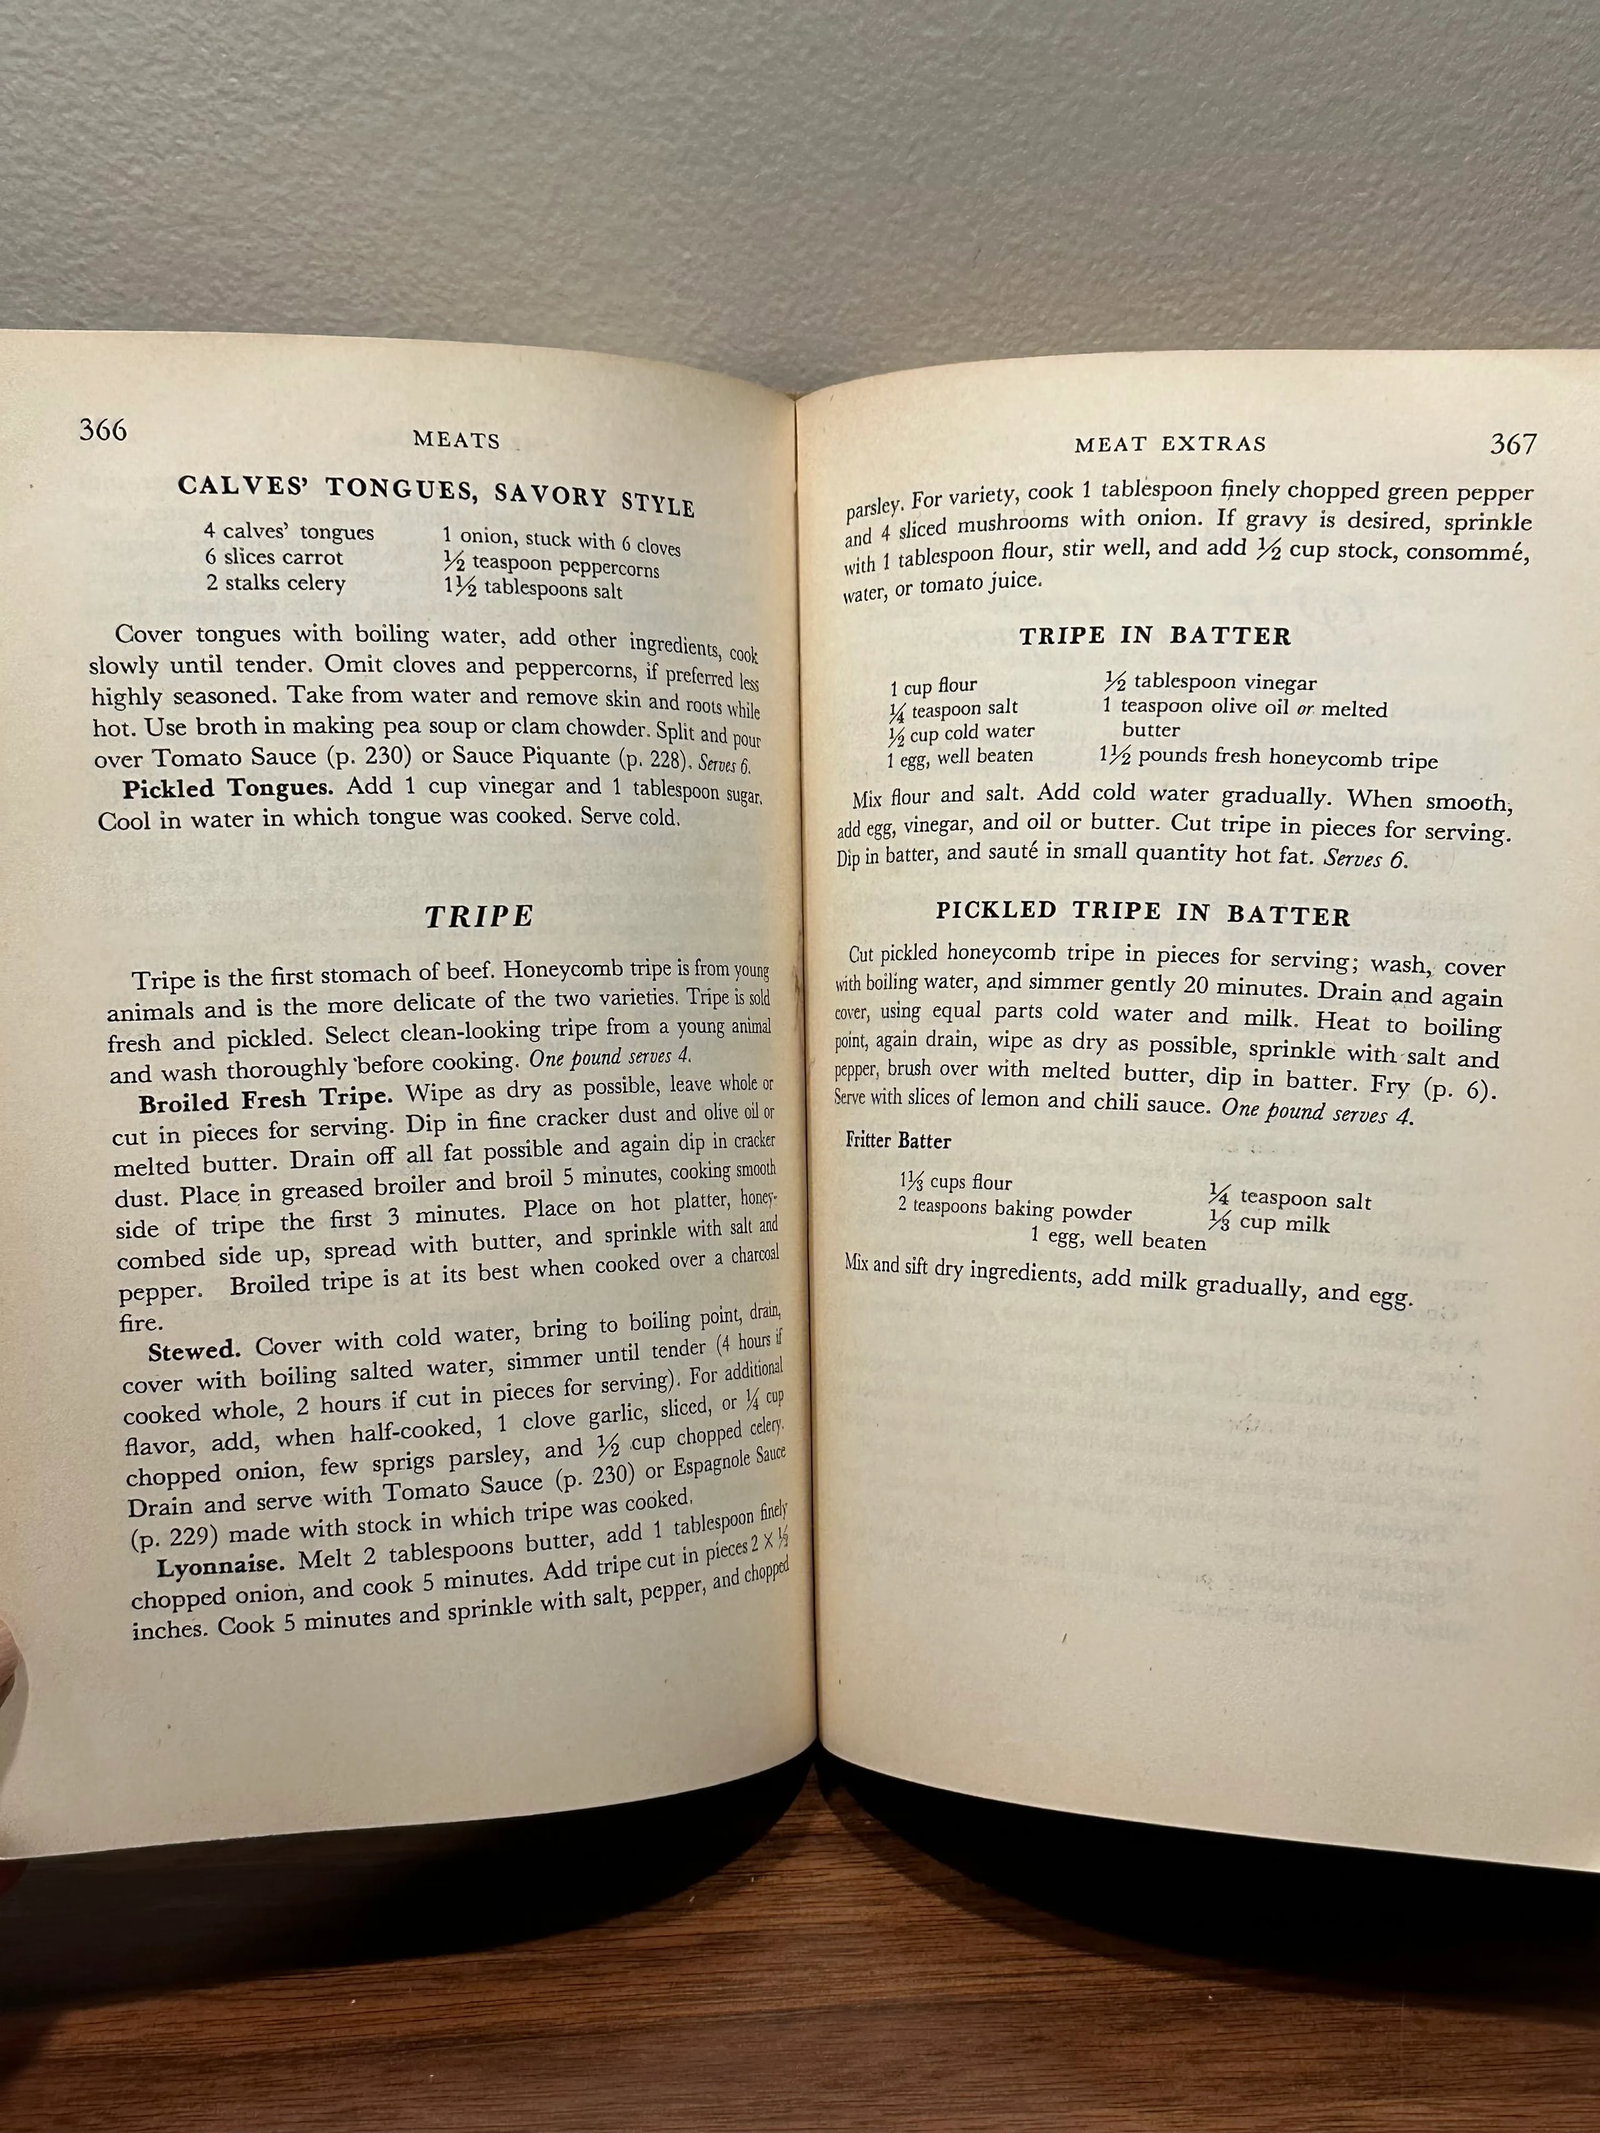 366
MEATS
CALVES' TONGUES, SAVORY STYLE
4 calves' tongues
6 slices carrot
2 stalks celery
1 onion, stuck with 6 cloves
½ teaspoon peppercorns
1½ tablespoons salt
Cover tongues with boiling water, add other ingredients, cook
slowly until tender. Omit cloves and peppercorns, if preferred less
highly seasoned. Take from water and remove skin and roots while
hot. Use broth in making pea soup or clam chowder. Split and pour
over Tomato Sauce (p. 230) or Sauce Piquante (p. 228). Serves 6.
Pickled Tongues. Add 1 cup vinegar and 1 tablespoon sugar.
Cool in water in which tongue was cooked. Serve cold.
TRIPE
Tripe is the first stomach of beef. Honeycomb tripe is from young
animals and is the more delicate of the two varieties. Tripe is sold
fresh and pickled. Select clean-looking tripe from a young animal
and wash thoroughly before cooking. One pound serves 4.
Broiled Fresh Tripe. Wipe as dry as possible, leave whole or
cut in pieces for serving. Dip in fine cracker dust and olive oil or
melted butter. Drain off all fat possible and again dip in cracker
dust. Place in greased broiler and broil 5 minutes, cooking smooth
side of tripe the first 3 minutes. Place on hot platter, honey-
combed side up, spread with butter, and sprinkle with salt and
pepper. Broiled tripe is at its best when cooked over a charcoal
fire.
Stewed. Cover with cold water, bring to boiling point, drain,
cover with boiling salted water, simmer until tender (4 hours if
cooked whole, 2 hours if cut in pieces for serving). For additional
flavor, add, when half-cooked, 1 clove garlic, sliced, or ¼ cup
chopped onion, few sprigs parsley, and ½ cup chopped celery.
Drain and serve with Tomato Sauce (p. 230) or Espagnole Sauce
(p. 229) made with stock in which tripe was cooked.
Lyonnaise. Melt 2 tablespoons butter, add 1 tablespoon finely
chopped onion, and cook 5 minutes. Add tripe cut in pieces 2 × ½
inches. Cook 5 minutes and sprinkle with salt, pepper, and chopped
MEAT EXTRAS
367
parsley. For variety, cook 1 tablespoon finely chopped green pepper
and 4 sliced mushrooms with onion. If gravy is desired, sprinkle
with 1 tablespoon flour, stir well, and add ½ cup stock, consommé,
water, or tomato juice.
TRIPE IN BATTER
1 cup flour
¼ teaspoon salt
½ cup cold water
1 egg, well beaten
½ tablespoon vinegar
1 teaspoon olive oil or melted
butter
1½ pounds fresh honeycomb tripe
Mix flour and salt. Add cold water gradually. When smooth,
add egg, vinegar, and oil or butter. Cut tripe in pieces for serving.
Dip in batter, and sauté in small quantity hot fat. Serves 6.
PICKLED TRIPE IN BATTER
Cut pickled honeycomb tripe in pieces for serving; wash, cover
with boiling water, and simmer gently 20 minutes. Drain and again
cover, using equal parts cold water and milk. Heat to boiling
point, again drain, wipe as dry as possible, sprinkle with salt and
pepper, brush over with melted butter, dip in batter. Fry (p. 6).
Serve with slices of lemon and chili sauce. One pound serves 4.
Fritter Batter
1⅓ cups flour
2 teaspoons baking powder
¼ teaspoon salt
⅓ cup milk
1 egg, well beaten
Mix and sift dry ingredients, add milk gradually, and egg.